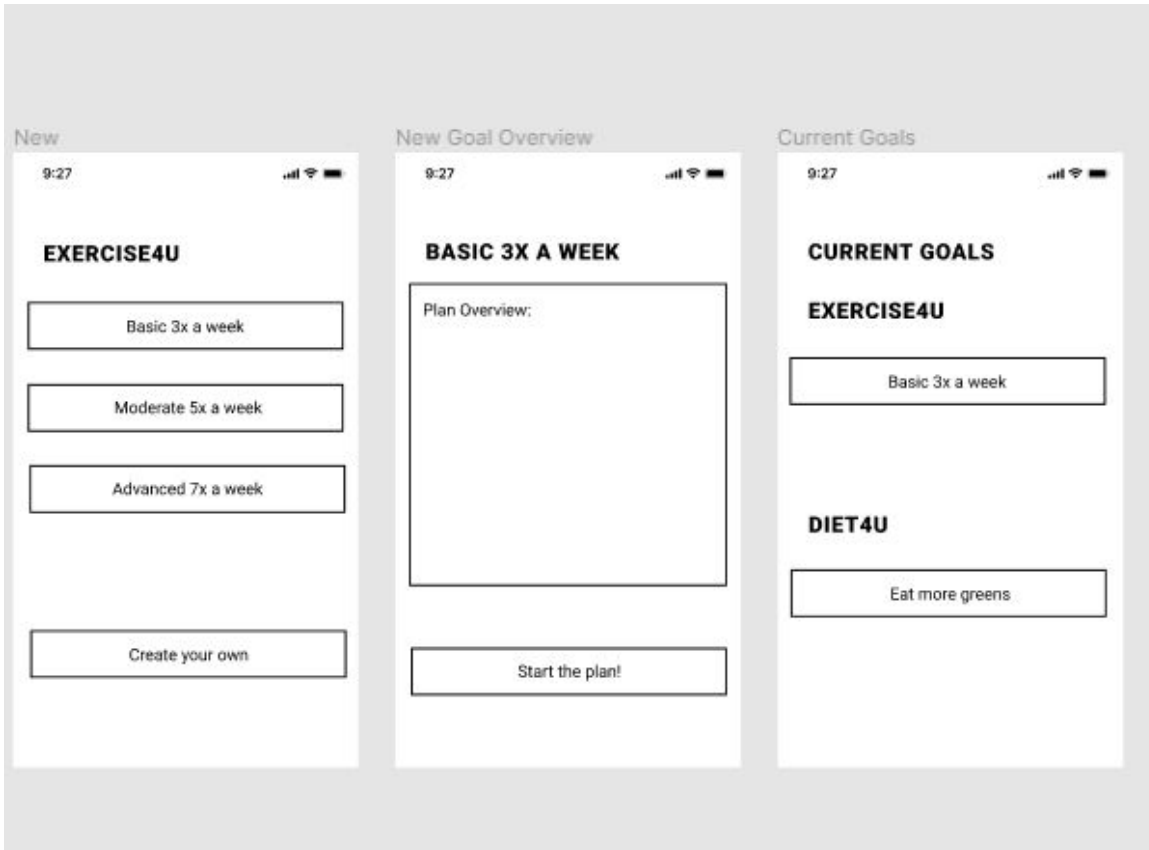 New
9:27
EXERCISE4U
Basic 3x a week
Moderate 5x a week
Advanced 7x a week
Create your own
New Goal Overview
9:27
BASIC 3X A WEEK
Plan Overview:
Start the plan!
Current Goals
9:27
CURRENT GOALS
EXERCISE4U
Basic 3x a week
DIET4U
Eat more greens